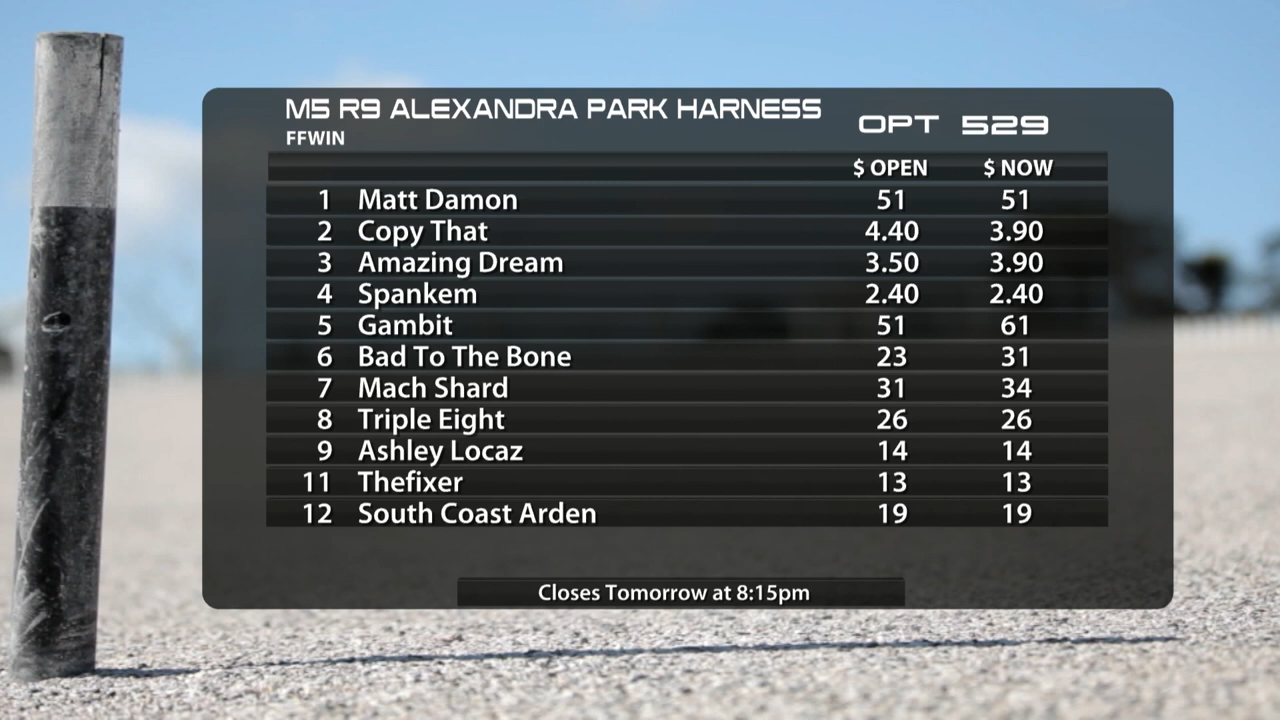 M5 R9 ALEXANDRA PARK HARNESS
FFWIN
OPT 529
$ OPEN $ NOW
1 Matt Damon 51 51
2 Copy That 4.40 3.90
3 Amazing Dream 3.50 3.90
4 Spankem 2.40 2.40
5 Gambit 51 61
6 Bad To The Bone 23 31
7 Mach Shard 31 34
8 Triple Eight 26 26
9 Ashley Locaz 14 14
11 Thefixer 13 13
12 South Coast Arden 19 19
Closes Tomorrow at 8:15pm